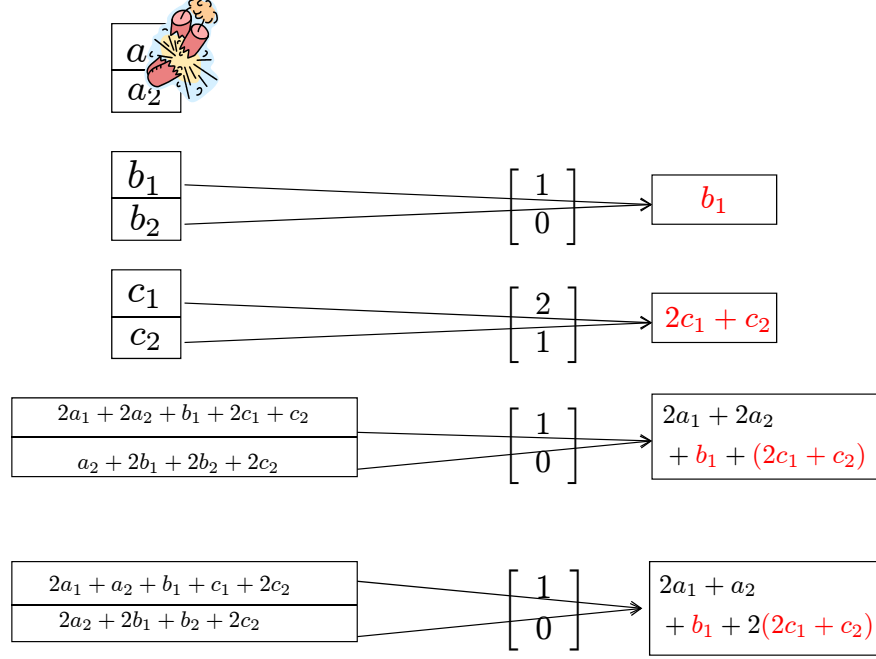 a
a₂
b₁
b₂
[1 0]
b₁
c₁
c₂
[2 1]
2c₁ + c₂
2a₁ + 2a₂ + b₁ + 2c₁ + c₂
a₂ + 2b₁ + 2b₂ + 2c₂
[1 0]
2a₁ + 2a₂
+ b₁ + (2c₁ + c₂)
2a₁ + a₂ + b₁ + c₁ + 2c₂
2a₂ + 2b₁ + b₂ + 2c₂
[1 0]
2a₁ + a₂
+ b₁ + 2(2c₁ + c₂)